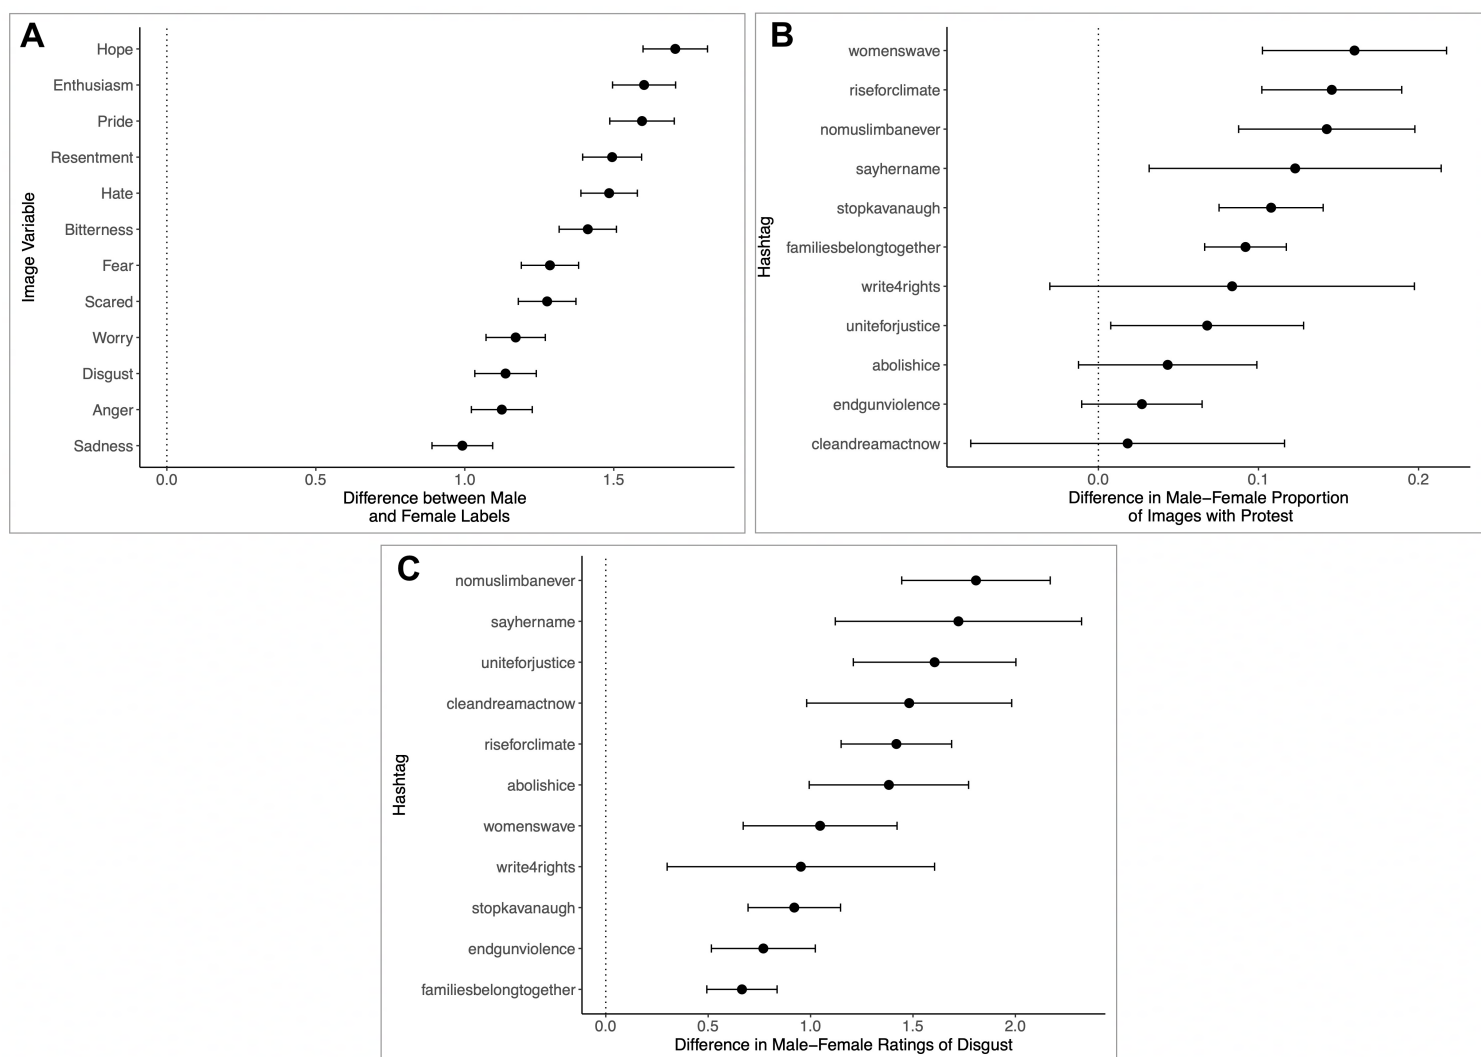 A
Hope
Enthusiasm
Pride
Resentment
Hate
Bitterness
Fear
Scared
Worry
Disgust
Anger
Sadness
Image Variable
0.0 0.5 1.0 1.5
Difference between Male
and Female Labels
B
womenswave
riseforclimate
nomuslimbanever
sayhername
stopkavanaugh
familiesbelongtogether
write4rights
uniteforjustice
abolishice
endgunviolence
cleandreamactnow
Hashtag
0.0 0.1 0.2
Difference in Male−Female Proportion
of Images with Protest
C
nomuslimbanever
sayhername
uniteforjustice
cleandreamactnow
riseforclimate
abolishice
womenswave
write4rights
stopkavanaugh
endgunviolence
familiesbelongtogether
Hashtag
0.0 0.5 1.0 1.5 2.0
Difference in Male−Female Ratings of Disgust